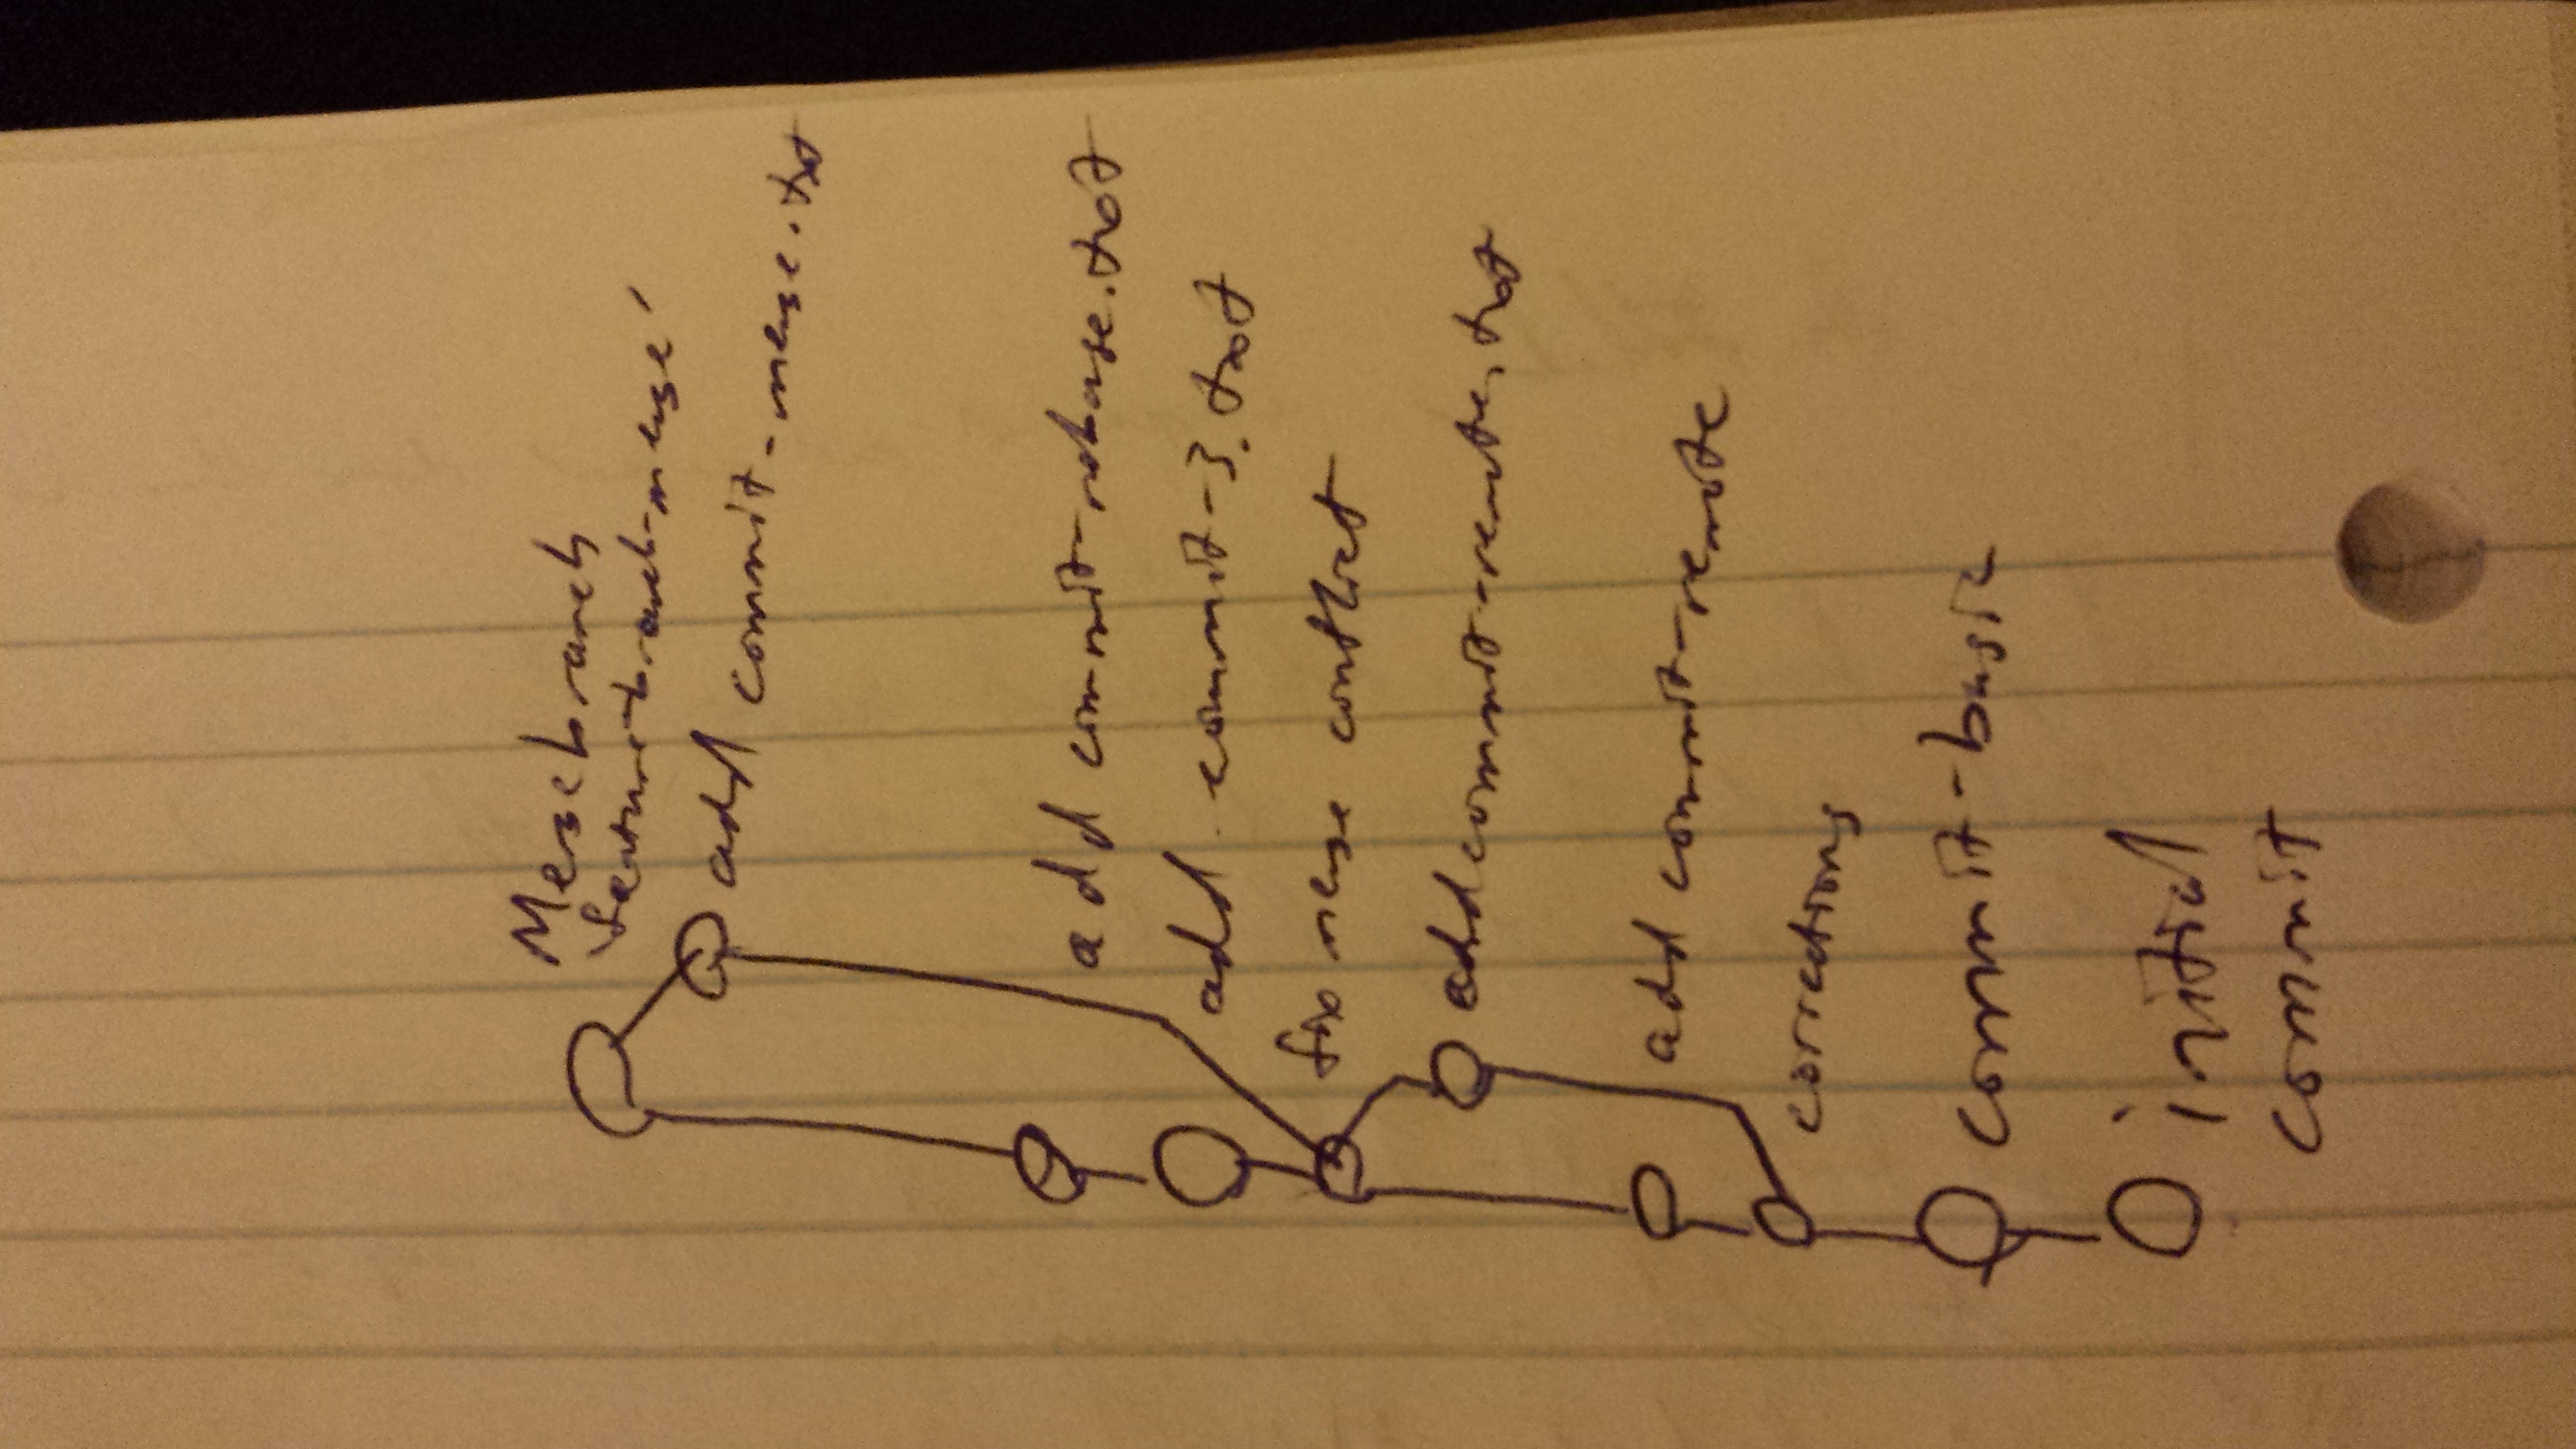 Merge branch
'feature-branch-merge'
add commit-merge.txt
add commit-rebase.txt
add commit-3.txt
fix merge conflict
add commit-remote.txt
add commit-remote
corrections
commit-basic
initial
commit